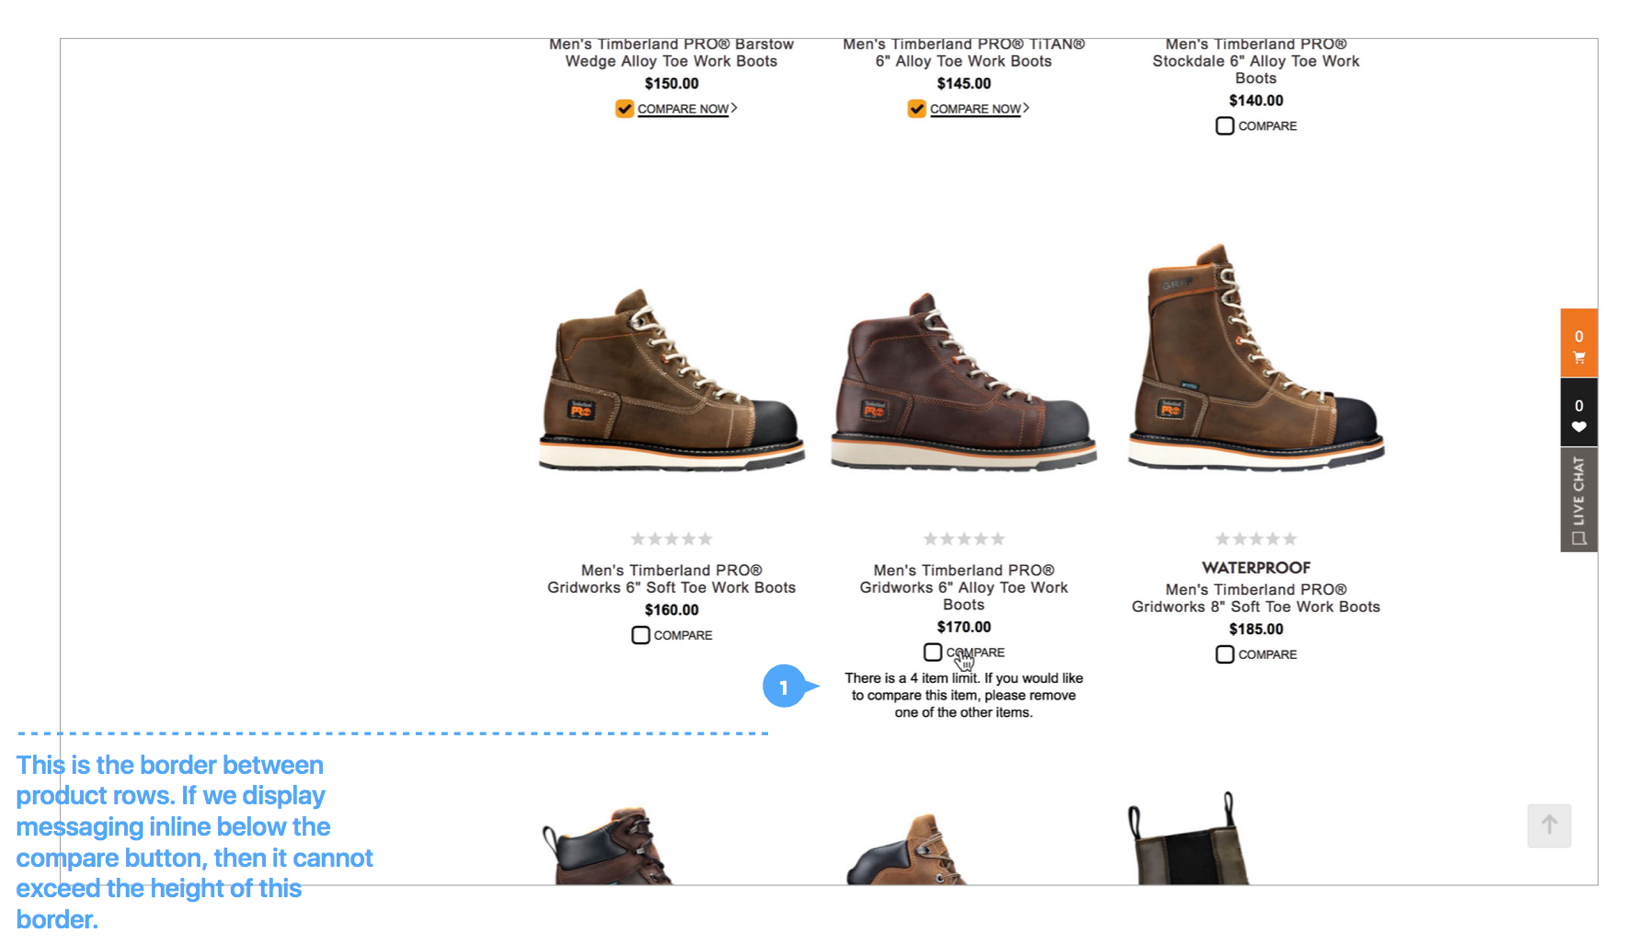 Men's Timberland PRO® Barstow
Wedge Alloy Toe Work Boots
$150.00
COMPARE NOW
Men's Timberland PRO® TiTAN®
6" Alloy Toe Work Boots
$145.00
COMPARE NOW
Men's Timberland PRO®
Stockdale 6" Alloy Toe Work
Boots
$140.00
COMPARE
GRIP
PRO
PRO
PRO
0
0
LIVE CHAT
Men's Timberland PRO®
Gridworks 6" Soft Toe Work Boots
$160.00
COMPARE
Men's Timberland PRO®
Gridworks 6" Alloy Toe Work
Boots
$170.00
COMPARE
1
There is a 4 item limit. If you would like
to compare this item, please remove
one of the other items.
WATERPROOF
Men's Timberland PRO®
Gridworks 8" Soft Toe Work Boots
$185.00
COMPARE
This is the border between
product rows. If we display
messaging inline below the
compare button, then it cannot
exceed the height of this
border.